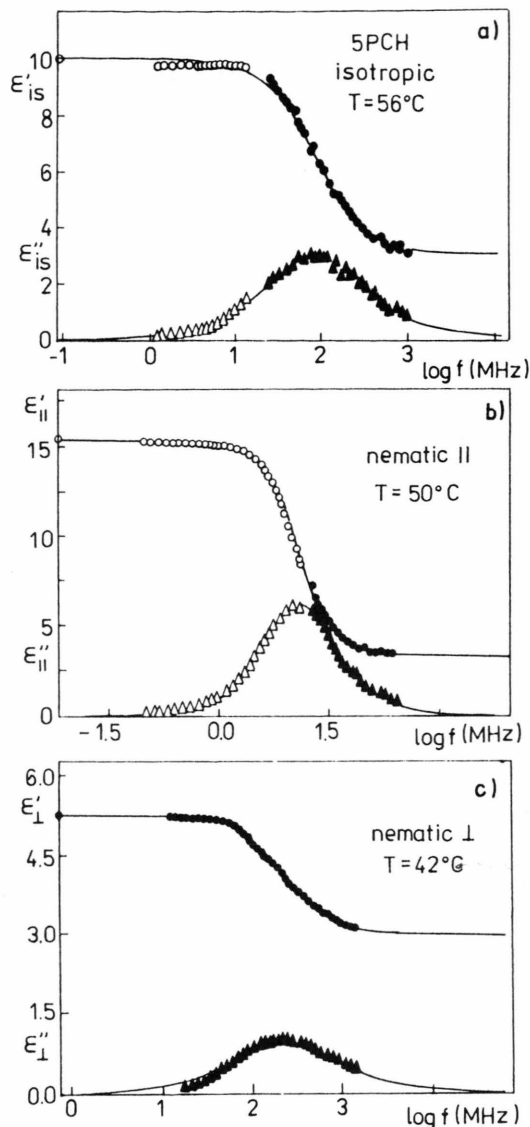 a)
5PCH
isotropic
T=56°C
10
ε'is
8
6
4
ε''is
2
0
-1 0 1 2 3
log f (MHz)
b)
ε'||
nematic ||
T = 50°C
15
10
5
ε''||
0
-1.5 0.0 1.5
log f (MHz)
c)
6.0
ε'⊥
nematic ⊥
T=42°C
4.5
3.0
1.5
ε''⊥
0.0
0 1 2 3
log f (MHz)